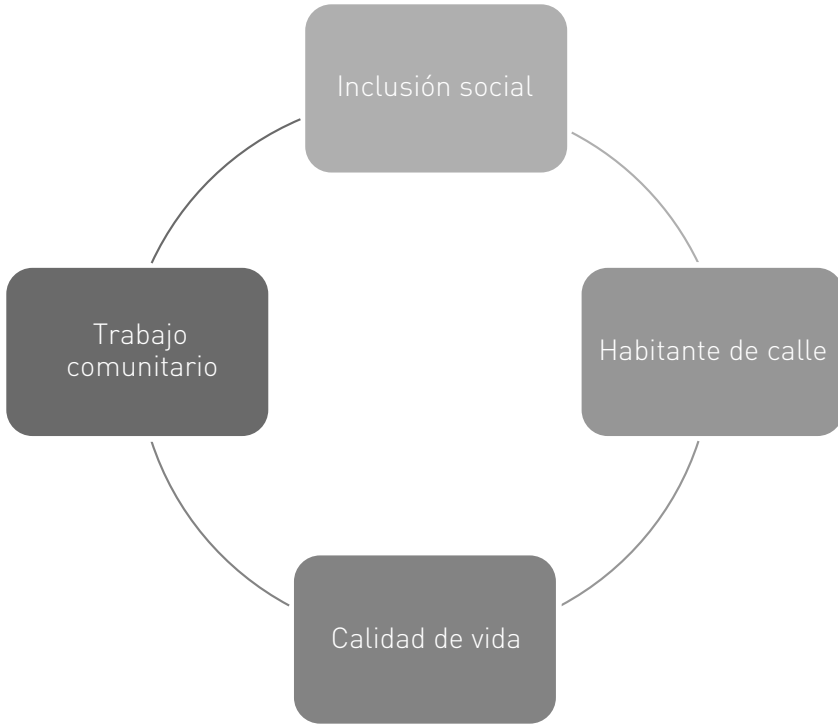 Inclusión social
Trabajo
comunitario
Habitante de calle
Calidad de vida